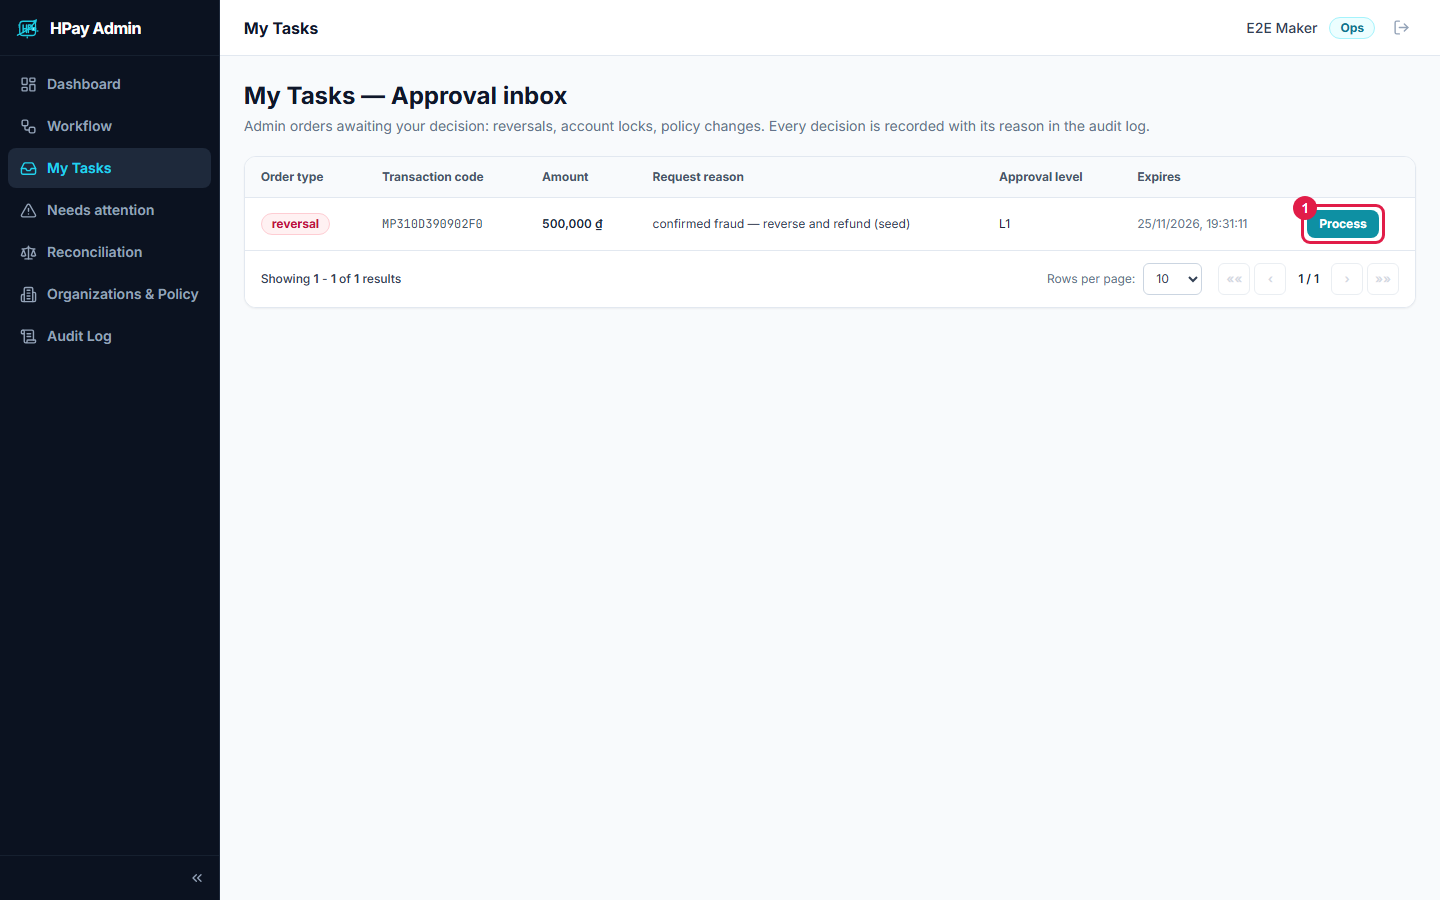 HPay Admin
Dashboard
Workflow
My Tasks
Needs attention
Reconciliation
Organizations & Policy
Audit Log
My Tasks
E2E Maker Ops
My Tasks — Approval inbox
Admin orders awaiting your decision: reversals, account locks, policy changes. Every decision is recorded with its reason in the audit log.
Order type Transaction code Amount Request reason Approval level Expires
reversal MP310D390902F0 500,000 ₫ confirmed fraud — reverse and refund (seed) L1 25/11/2026, 19:31:11 1 Process
Showing 1 - 1 of 1 results Rows per page: 10 «« ‹ 1 / 1 › »»